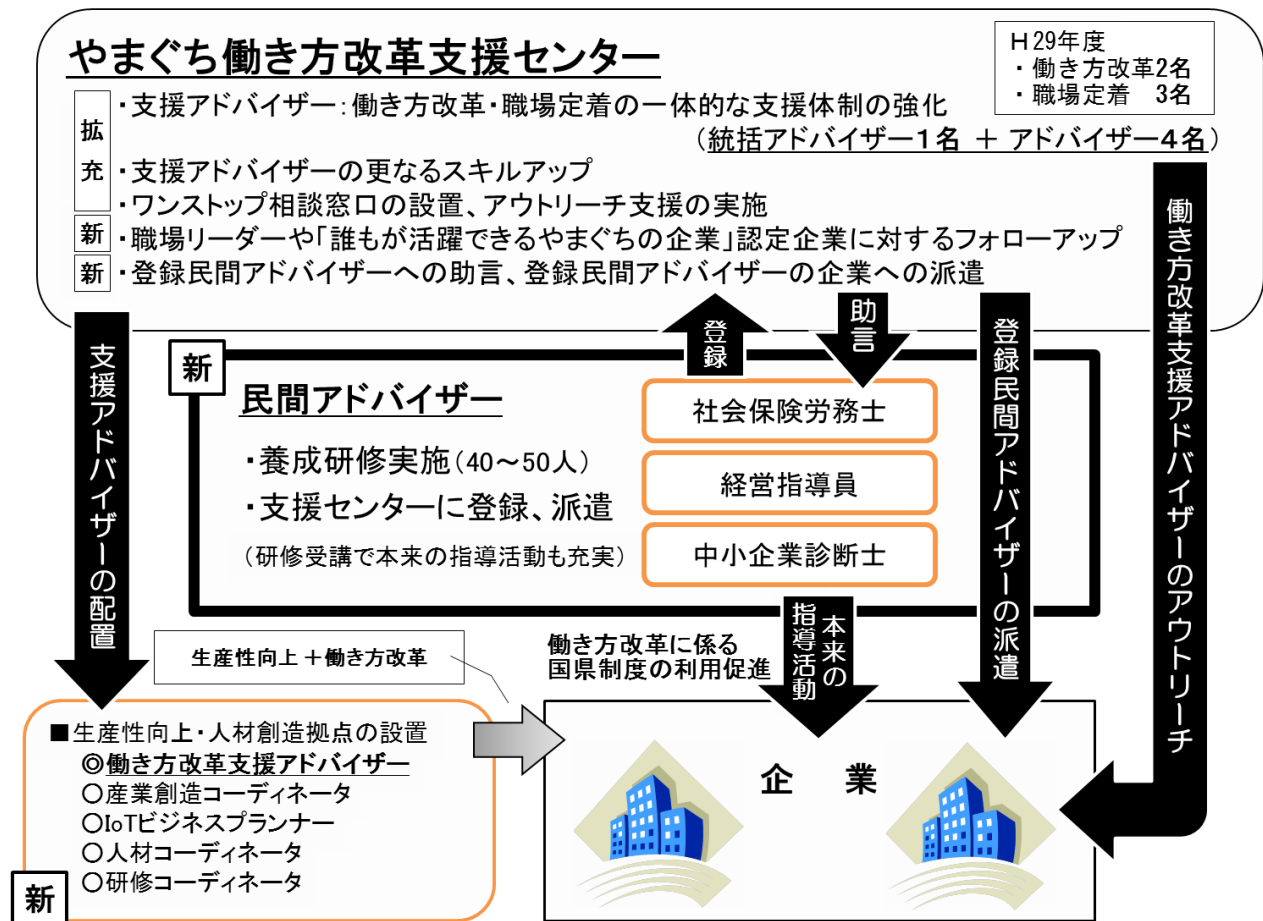 やまぐち働き方改革支援センター
H29年度
・働き方改革2名
・職場定着　3名
拡充
・支援アドバイザー：働き方改革・職場定着の一体的な支援体制の強化
（統括アドバイザー１名 ＋ アドバイザー４名）
・支援アドバイザーの更なるスキルアップ
・ワンストップ相談窓口の設置、アウトリーチ支援の実施
新
・職場リーダーや「誰もが活躍できるやまぐちの企業」認定企業に対するフォローアップ
新
・登録民間アドバイザーへの助言、登録民間アドバイザーの企業への派遣
支援アドバイザーの配置
登録
助言
登録民間アドバイザーの派遣
働き方改革支援アドバイザーのアウトリーチ
新
民間アドバイザー
・養成研修実施（40～50人）
・支援センターに登録、派遣
（研修受講で本来の指導活動も充実）
社会保険労務士
経営指導員
中小企業診断士
本来の
指導活動
生産性向上＋働き方改革
働き方改革に係る
国県制度の利用促進
■生産性向上・人材創造拠点の設置
◎働き方改革支援アドバイザー
○産業創造コーディネータ
○IoTビジネスプランナー
○人材コーディネータ
○研修コーディネータ
新
企　業